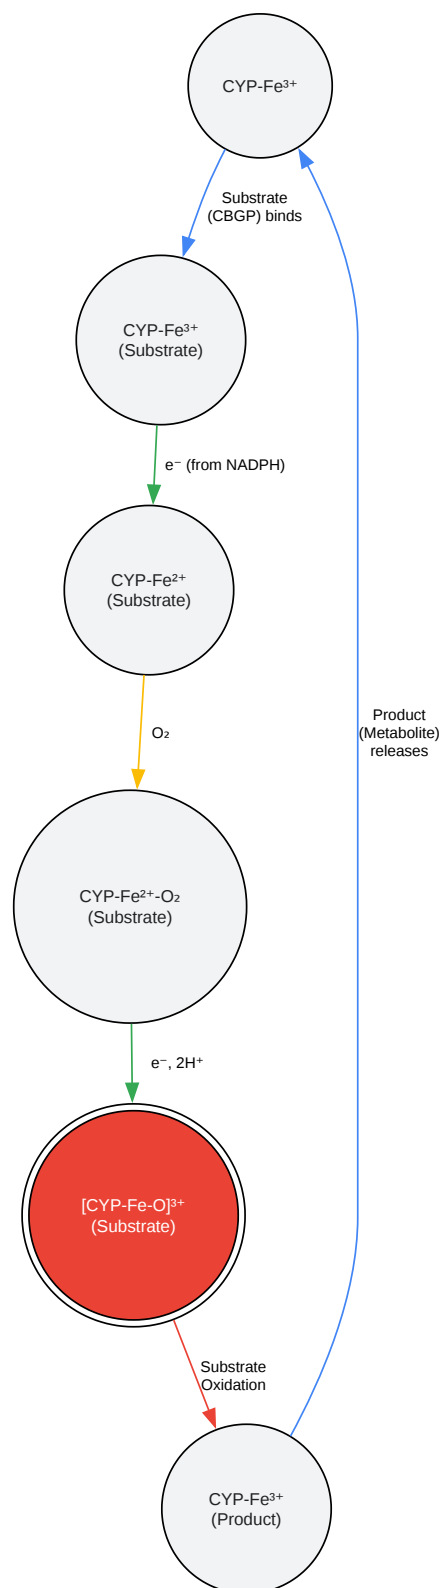 CYP-Fe³⁺
Substrate
(CBGP) binds
CYP-Fe³⁺
(Substrate)
e⁻ (from NADPH)
CYP-Fe²⁺
(Substrate)
O₂
Product
(Metabolite)
releases
CYP-Fe²⁺-O₂
(Substrate)
e⁻, 2H⁺
[CYP-Fe-O]³⁺
(Substrate)
Substrate
Oxidation
CYP-Fe³⁺
(Product)